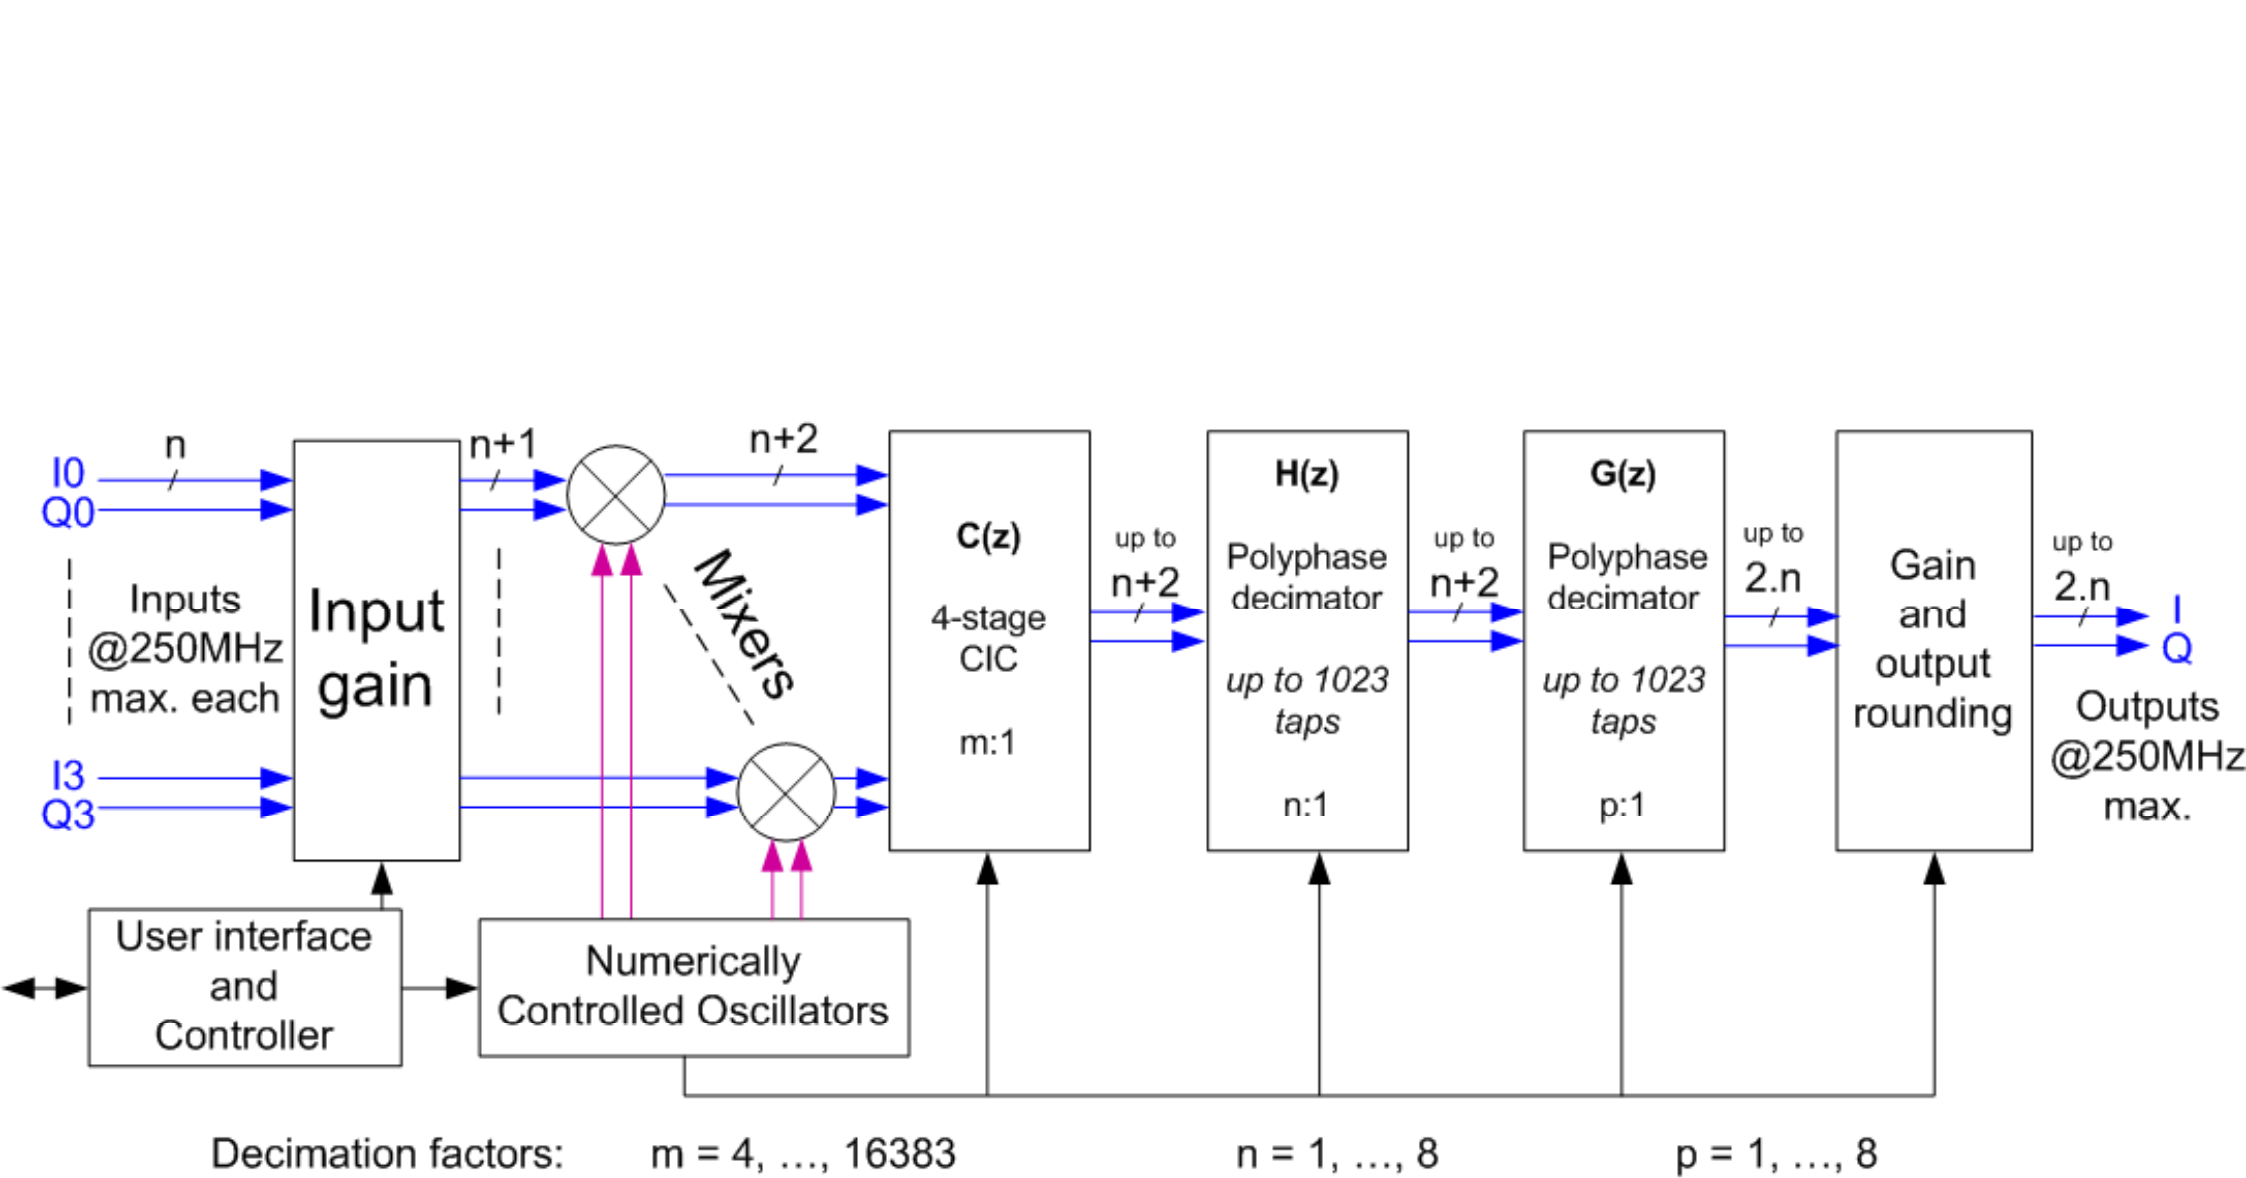 n
I0
Q0
Inputs
@250MHz
max. each
I3
Q3
Input
gain
n+1
n+2
Mixers
C(z)
4-stage
CIC
m:1
up to
n+2
H(z)
Polyphase
decimator
up to 1023
taps
n:1
up to
n+2
G(z)
Polyphase
decimator
up to 1023
taps
p:1
up to
2.n
Gain
and
output
rounding
up to
2.n
I
Q
Outputs
@250MHz
max.
User interface
and
Controller
Numerically
Controlled Oscillators
Decimation factors: m = 4, ..., 16383 n = 1, ..., 8 p = 1, ..., 8